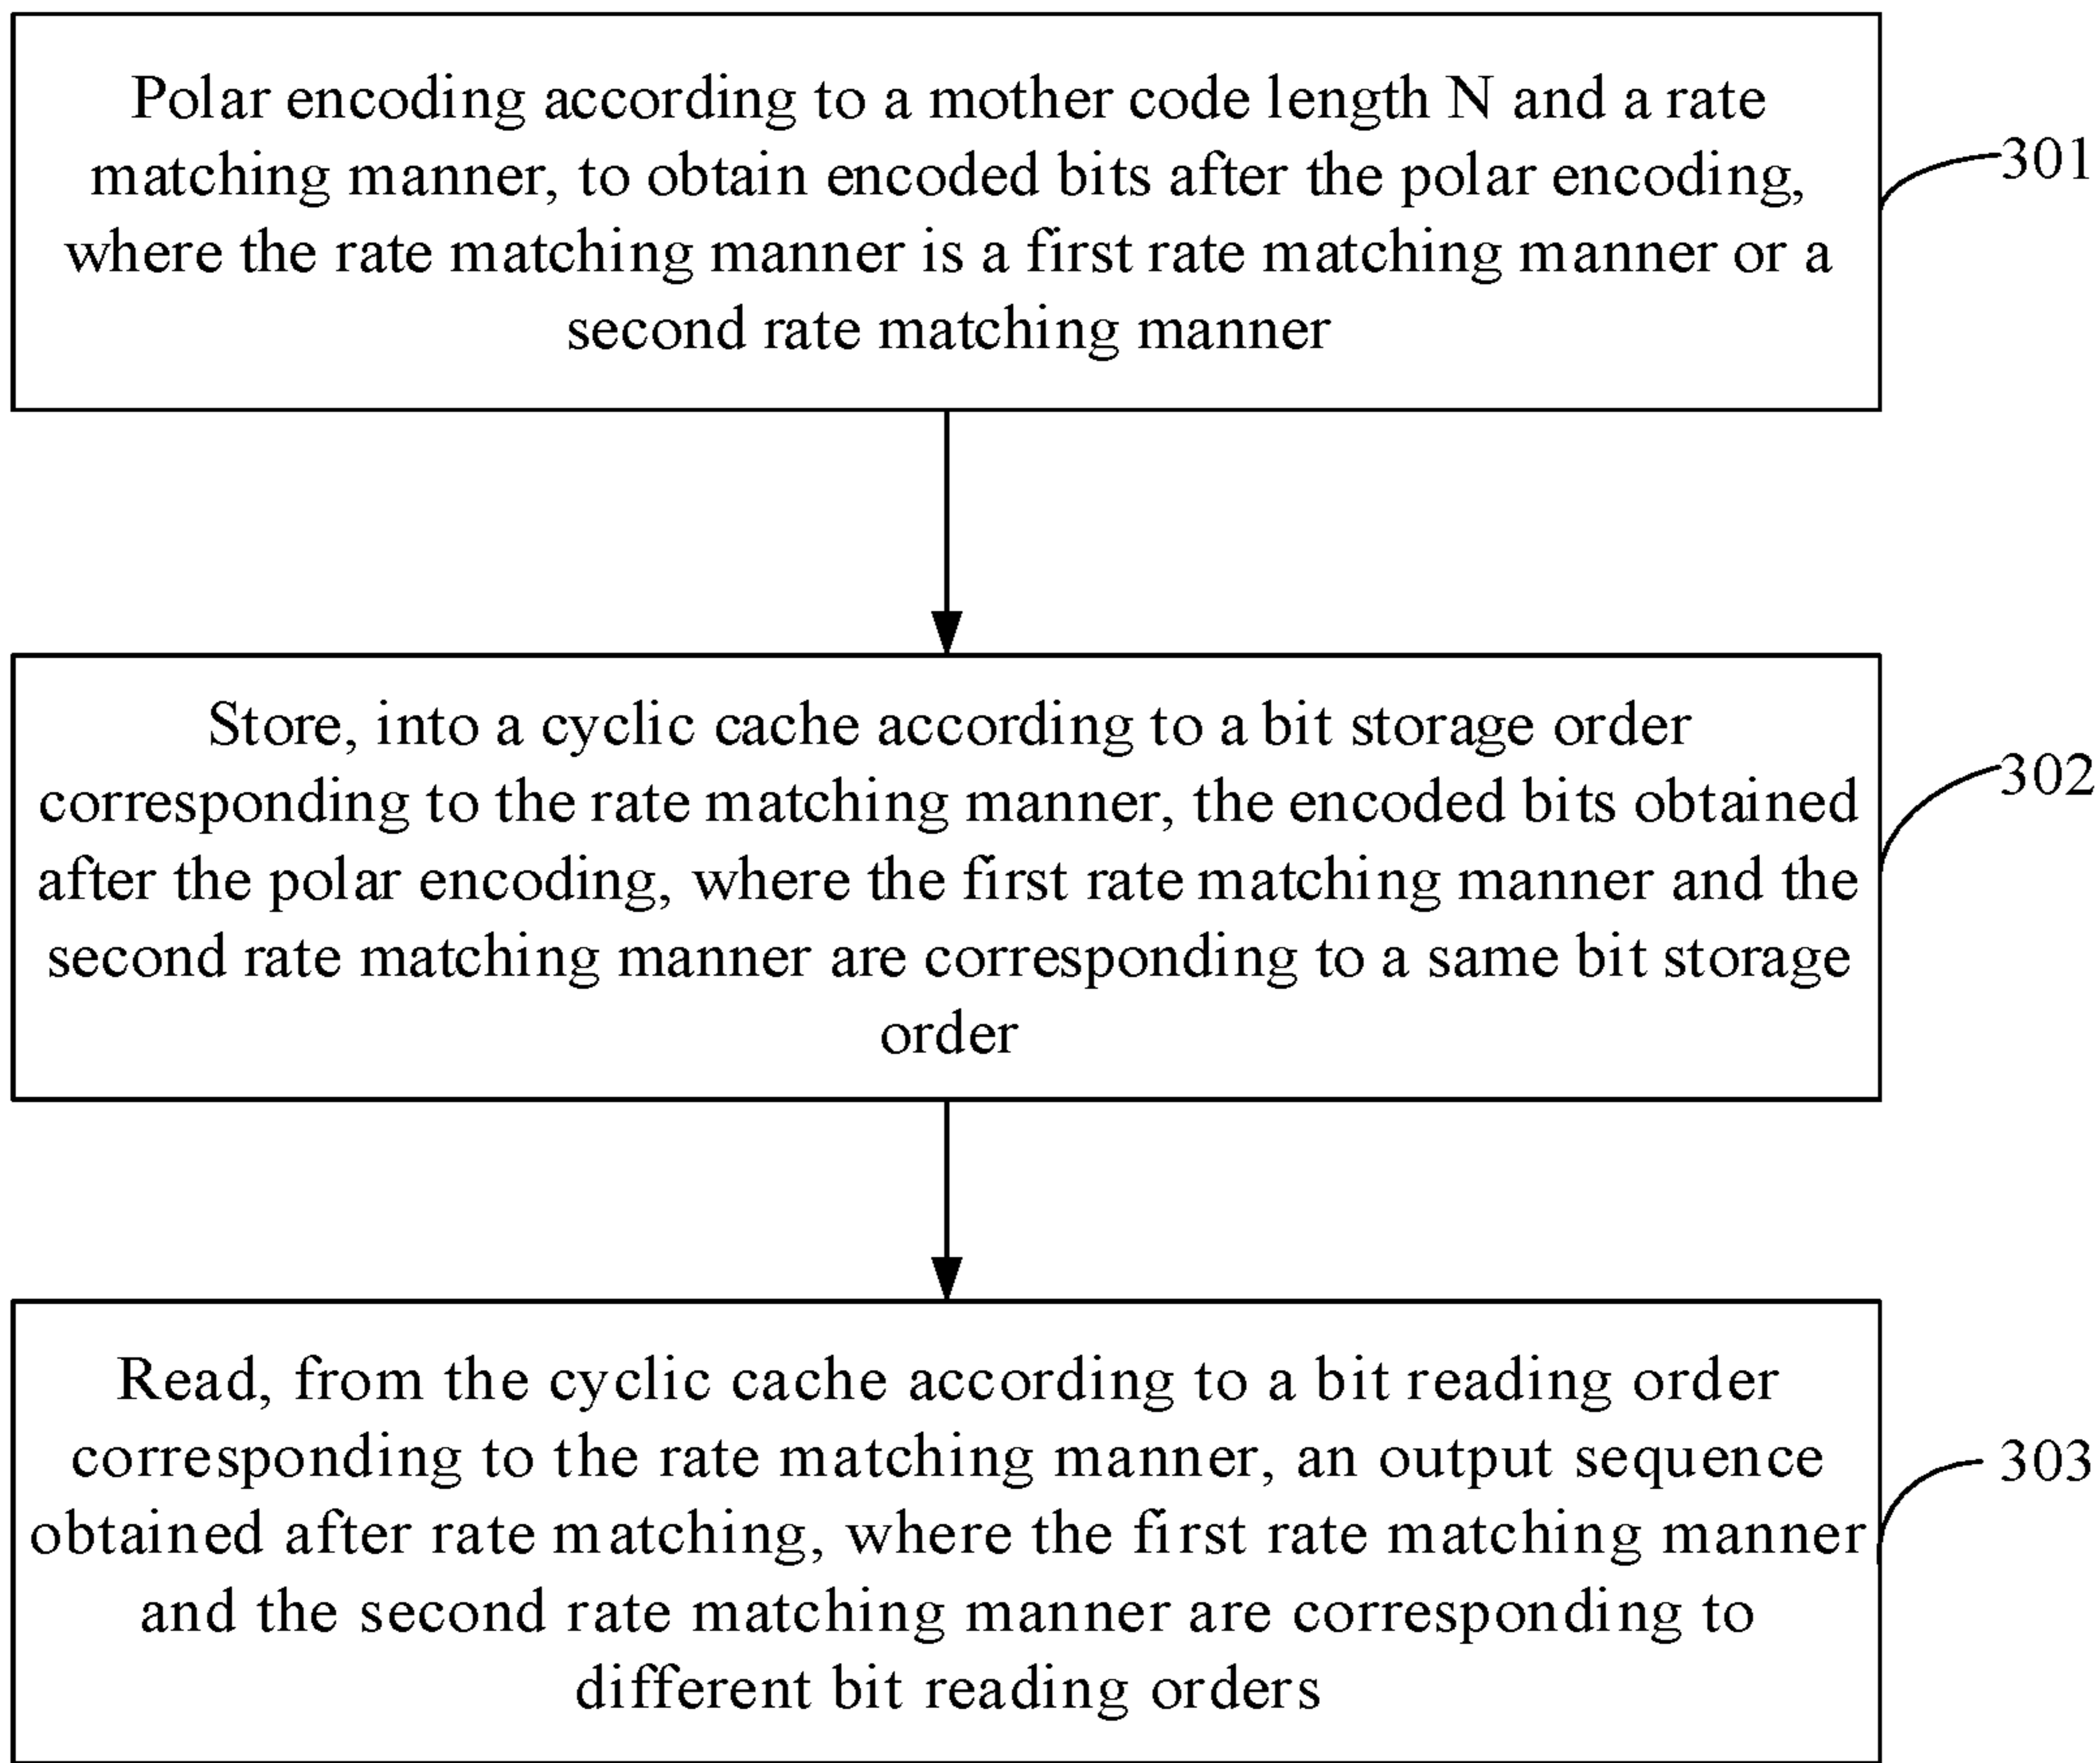 Polar encoding according to a mother code length N and a rate
matching manner, to obtain encoded bits after the polar encoding,
where the rate matching manner is a first rate matching manner or a
second rate matching manner
301
Store, into a cyclic cache according to a bit storage order
corresponding to the rate matching manner, the encoded bits obtained
after the polar encoding, where the first rate matching manner and the
second rate matching manner are corresponding to a same bit storage
order
302
Read, from the cyclic cache according to a bit reading order
corresponding to the rate matching manner, an output sequence
obtained after rate matching, where the first rate matching manner
and the second rate matching manner are corresponding to
different bit reading orders
303